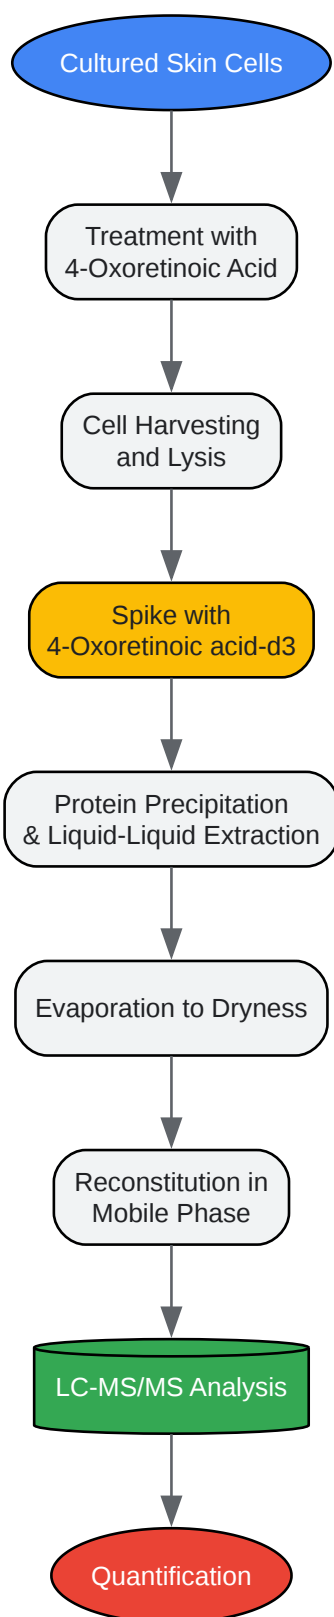 Cultured Skin Cells
Treatment with
4-Oxoretinoic Acid
Cell Harvesting
and Lysis
Spike with
4-Oxoretinoic acid-d3
Protein Precipitation
& Liquid-Liquid Extraction
Evaporation to Dryness
Reconstitution in
Mobile Phase
LC-MS/MS Analysis
Quantification